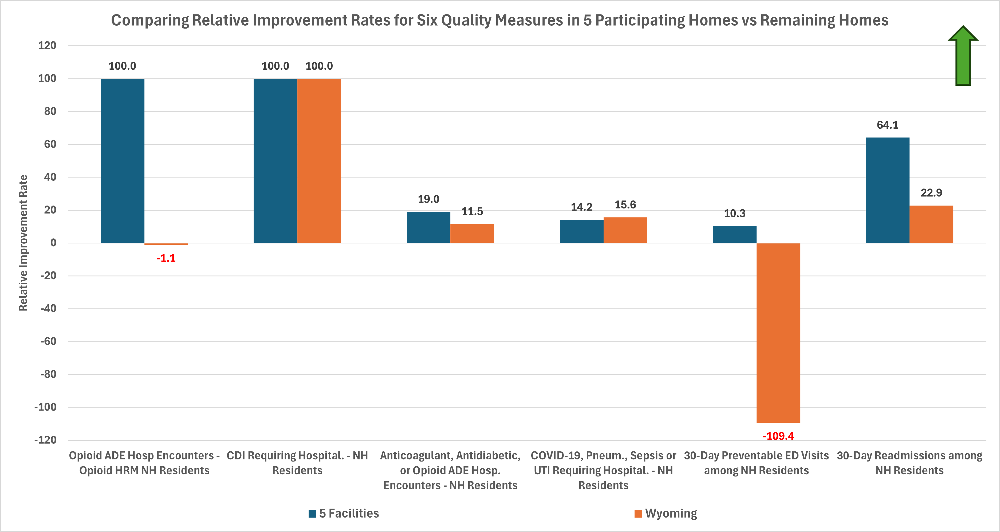 Comparing Relative Improvement Rates for Six Quality Measures in 5 Participating Homes vs Remaining Homes
Relative Improvement Rate
120
100
80
60
40
20
0
-20
-40
-60
-80
-100
-120
100.0
-1.1
100.0 100.0
19.0
11.5
14.2
15.6
10.3
-109.4
64.1
22.9
Opioid ADE Hosp Encounters -
Opioid HRM NH Residents
CDI Requiring Hospital. - NH
Residents
Anticoagulant, Antidiabetic,
or Opioid ADE Hosp.
Encounters - NH Residents
COVID-19, Pneum., Sepsis or
UTI Requiring Hospital. - NH
Residents
30-Day Preventable ED Visits
among NH Residents
30-Day Readmissions among
NH Residents
5 Facilities
Wyoming